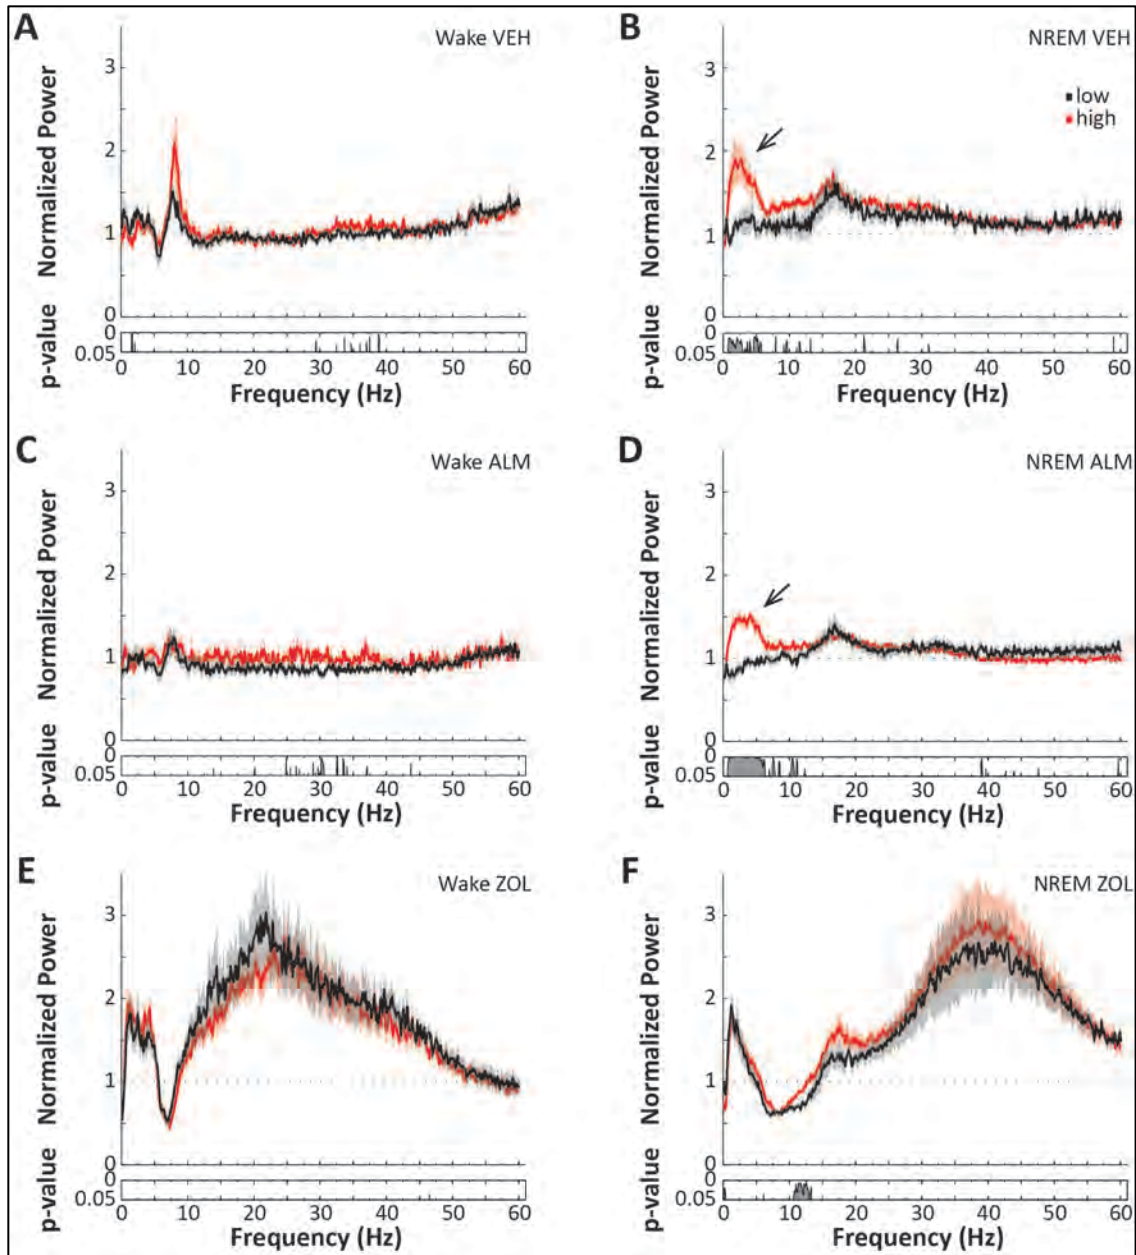 A
Wake VEH
Normalized Power
3
2
1
0
p-value
0
0.05
0 10 20 30 40 50 60
Frequency (Hz)
B
NREM VEH
low
high
Normalized Power
3
2
1
0
p-value
0
0.05
0 10 20 30 40 50 60
Frequency (Hz)
C
Wake ALM
Normalized Power
3
2
1
0
p-value
0
0.05
0 10 20 30 40 50 60
Frequency (Hz)
D
NREM ALM
Normalized Power
3
2
1
0
p-value
0
0.05
0 10 20 30 40 50 60
Frequency (Hz)
E
Wake ZOL
Normalized Power
3
2
1
0
p-value
0
0.05
0 10 20 30 40 50 60
Frequency (Hz)
F
NREM ZOL
Normalized Power
3
2
1
0
p-value
0
0.05
0 10 20 30 40 50 60
Frequency (Hz)